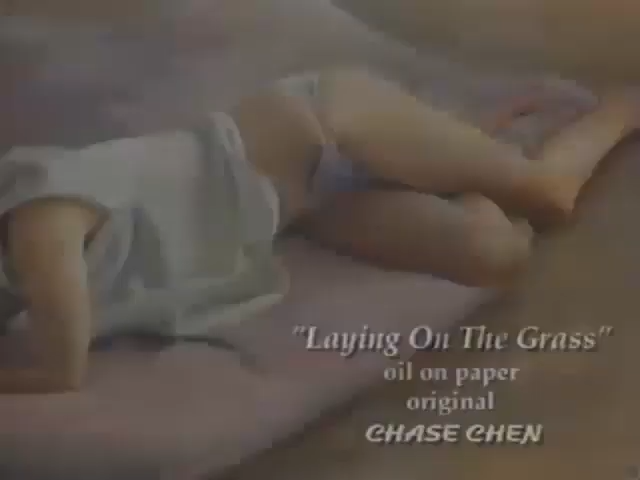 "Laying On The Grass"
oil on paper
original
CHASE CHEN